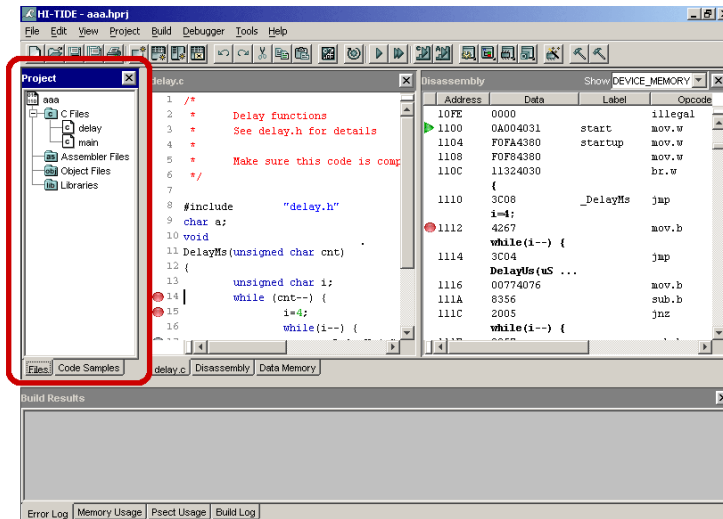 HI-TIDE - aaa.hprj
File Edit View Project Build Debugger Tools Help
Project
aaa
C Files
delay
main
Assembler Files
Object Files
Libraries
Files Code Samples
delay.c
1 /*
2 * Delay functions
3 * See delay.h for details
4 *
5 * Make sure this code is comp
6 */
7
8 #include "delay.h"
9 char a;
10 void
11 DelayMs(unsigned char cnt)
12 {
13 unsigned char i;
14 while (cnt--) {
15 i=4;
16 while(i--) {
delay.c Disassembly Data Memory
Disassembly Show DEVICE_MEMORY
Address Data Label Opcode
10FE 0000 illegal
1100 0A004031 start mov.w
1104 F0FA4380 startup mov.w
1108 F0F84380 mov.w
110C 11324030 br.w
{
1110 3C08 _DelayMs jmp
i=4;
1112 4267 mov.b
while(i--) {
1114 3C04 jmp
DelayUs(uS ...
1116 00774076 mov.b
111A 8356 sub.b
111C 2005 jnz
while(i--) {
Build Results
Error Log Memory Usage Psect Usage Build Log